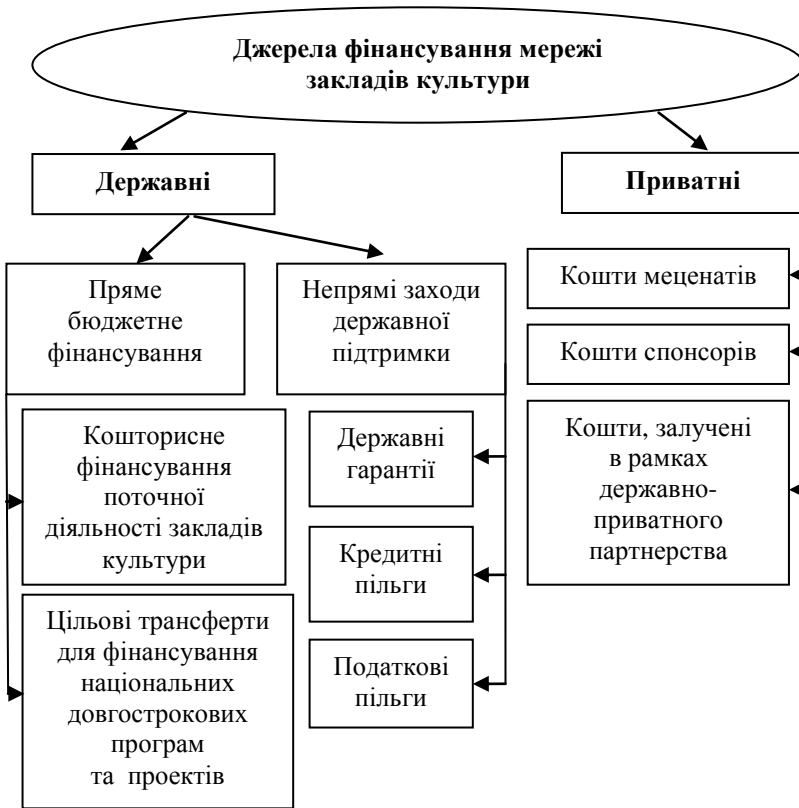 Джерела фінансування мережі
закладів культури
Державні
Приватні
Пряме
бюджетне
фінансування
Непрямі заходи
державної
підтримки
Кошти меценатів
Кошти спонсорів
Кошторисне
фінансування
поточної
діяльності закладів
культури
Державні
гарантії
Кошти, залучені
в рамках
державно-
приватного
партнерства
Кредитні
пільги
Цільові трансферти
для фінансування
національних
довгострокових
програм
та проектів
Податкові
пільги